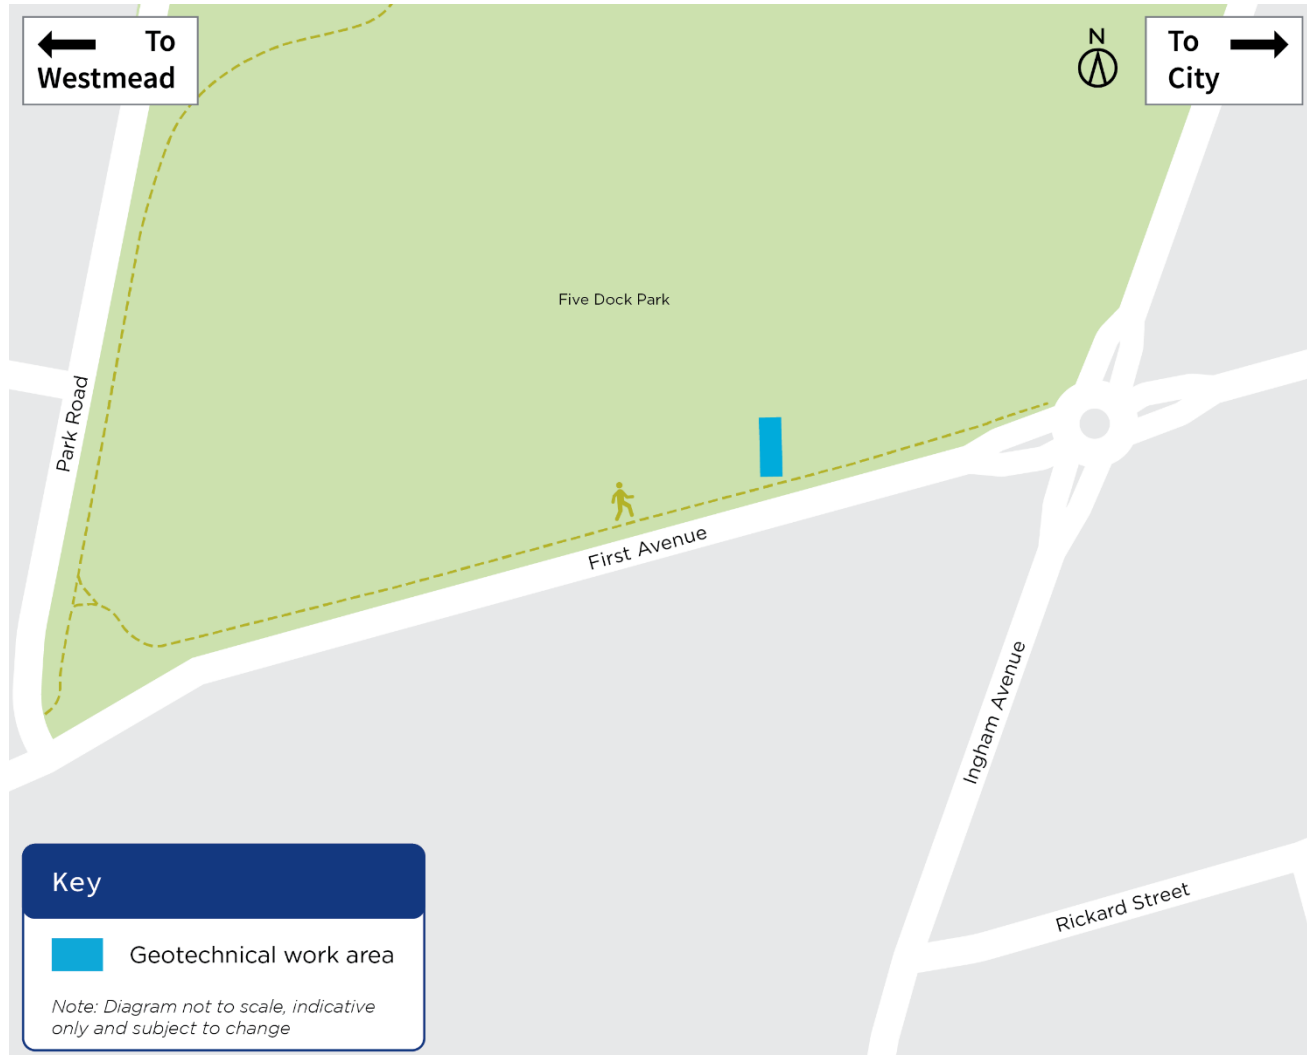 To
Westmead
N
To
City
Five Dock Park
Park Road
First Avenue
Ingham Avenue
Rickard Street
Key
Geotechnical work area
Note: Diagram not to scale, indicative
only and subject to change